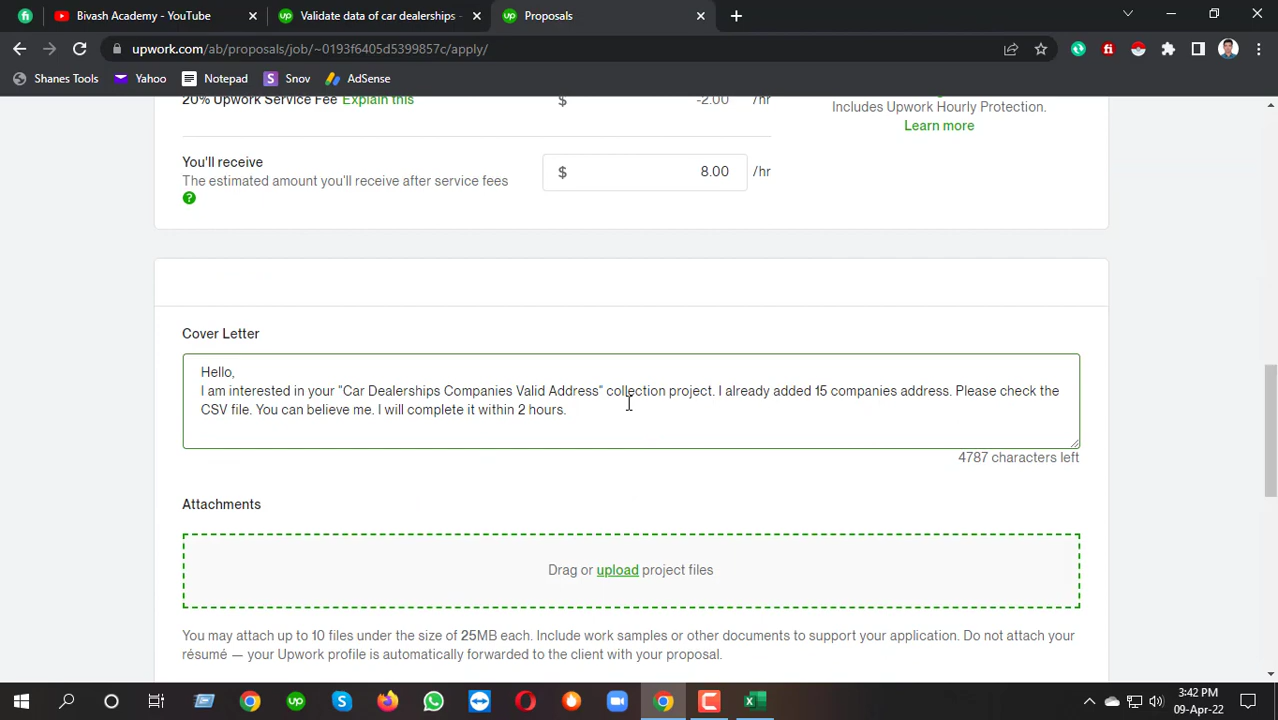 Bivash Academy - YouTube
Validate data of car dealerships -
Proposals
upwork.com/ab/proposals/job/~0193f6405d5399857c/apply/
Shanes Tools
Yahoo
Notepad
Snov
AdSense
20% Upwork Service Fee Explain this
$ -2.00 /hr
Includes Upwork Hourly Protection.
Learn more
You'll receive
The estimated amount you'll receive after service fees
$ 8.00 /hr
Cover Letter
Hello,
I am interested in your "Car Dealerships Companies Valid Address" collection project. I already added 15 companies address. Please check the
CSV file. You can believe me. I will complete it within 2 hours.
4787 characters left
Attachments
Drag or upload project files
You may attach up to 10 files under the size of 25MB each. Include work samples or other documents to support your application. Do not attach your
résumé — your Upwork profile is automatically forwarded to the client with your proposal.
3:42 PM
09-Apr-22